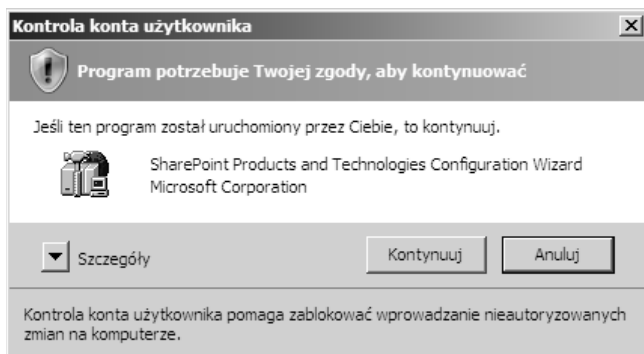 Kontrola konta użytkownika
Program potrzebuje Twojej zgody, aby kontynuować
Jeśli ten program został uruchomiony przez Ciebie, to kontynuuj.
SharePoint Products and Technologies Configuration Wizard
Microsoft Corporation
Szczegóły
Kontynuuj
Anuluj
Kontrola konta użytkownika pomaga zablokować wprowadzanie nieautoryzowanych
zmian na komputerze.